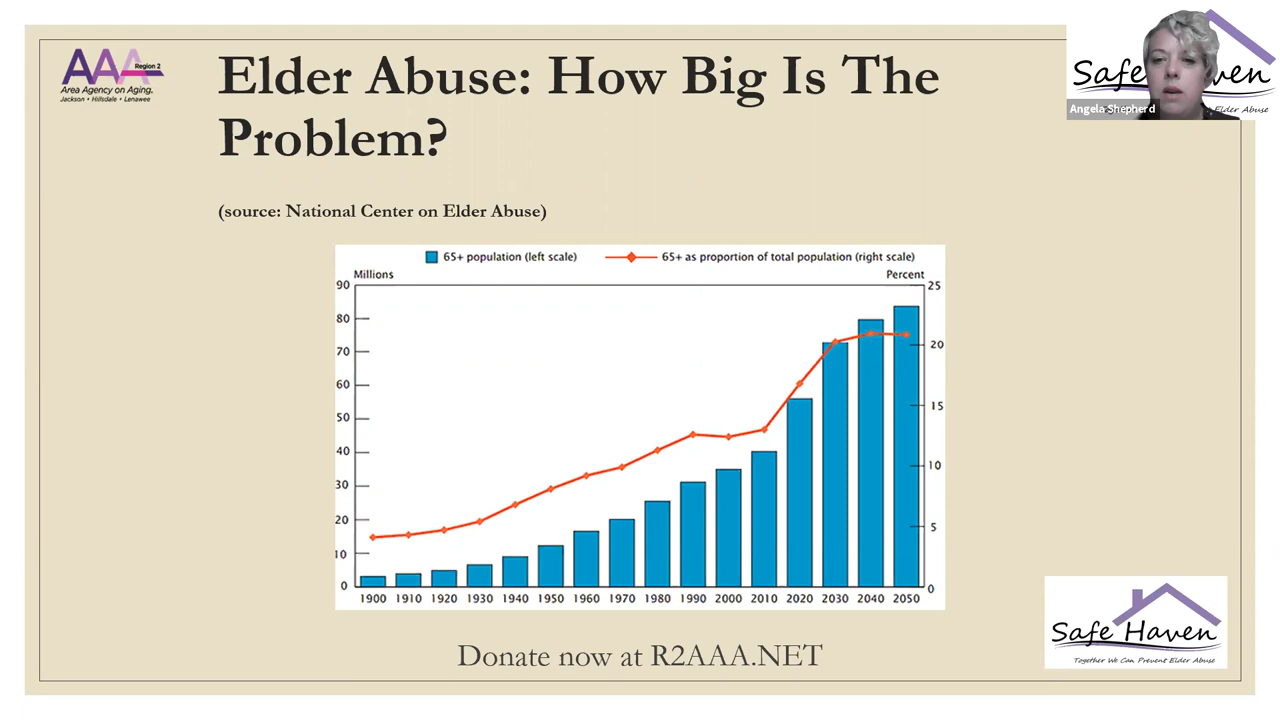 AAA
Region 2
Area Agency on Aging.
Jackson • Hillsdale • Lenawee
Elder Abuse: How Big Is The
Problem?
(source: National Center on Elder Abuse)
Angela Shepherd
Elder Abuse
65+ population (left scale)
65+ as proportion of total population (right scale)
Millions
Percent
90
80
70
60
50
40
30
20
10
0
25
20
15
10
5
0
1900 1910 1920 1930 1940 1950 1960 1970 1980 1990 2000 2010 2020 2030 2040 2050
Safe Haven
Together We Can Prevent Elder Abuse
Donate now at R2AAA.NET